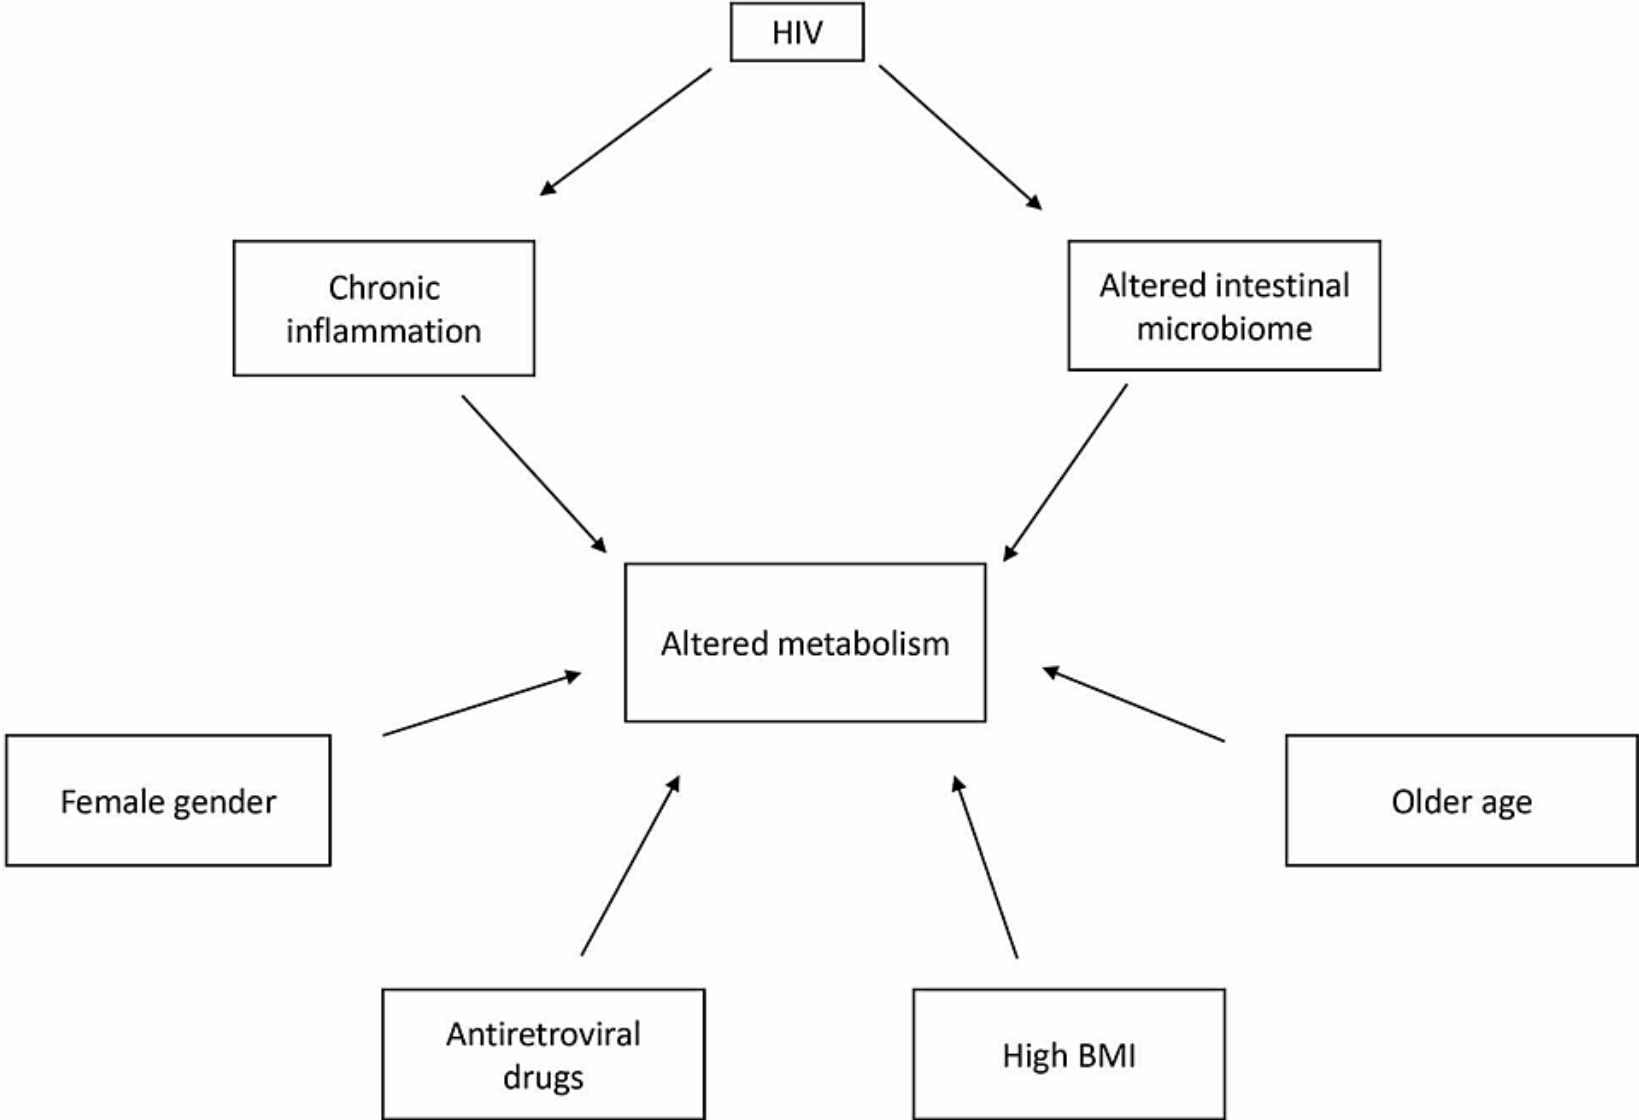 HIV
Chronic
inflammation
Altered intestinal
microbiome
Altered metabolism
Female gender
Older age
Antiretroviral
drugs
High BMI